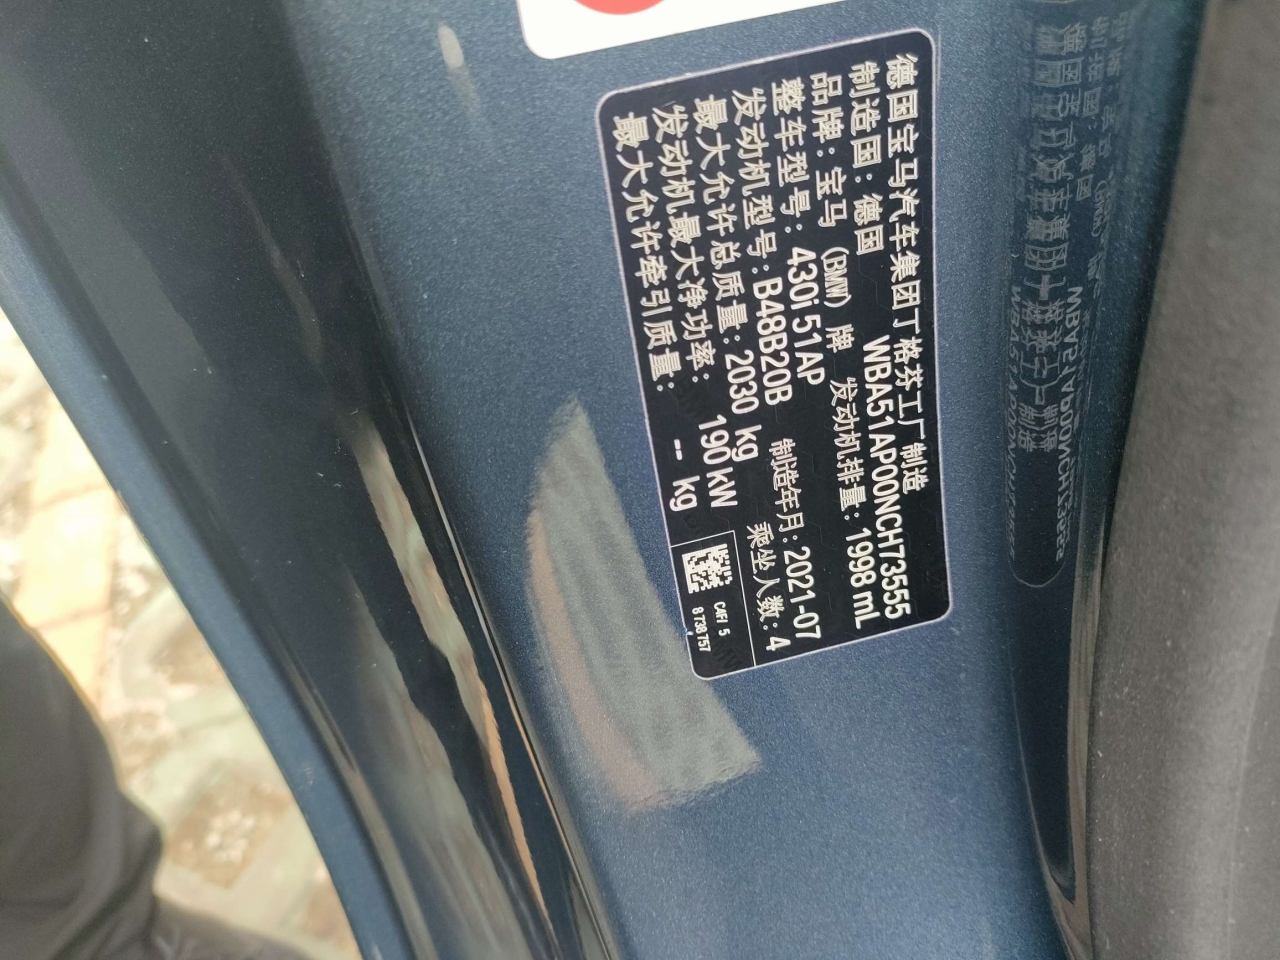 德国宝马汽车集团丁格芬工厂制造
制造国：德国 WBA51AP00NCH73555
品牌：宝马（BMW）牌 发动机排量：1998 mL
整车型号：430i 51AP
发动机型号：B48B20B 制造年月：2021-07
最大允许总质量：2030 kg 乘坐人数：4
发动机最大净功率：190 kW
最大允许牵引质量：-- kg
C4F/ 5
8 738 757